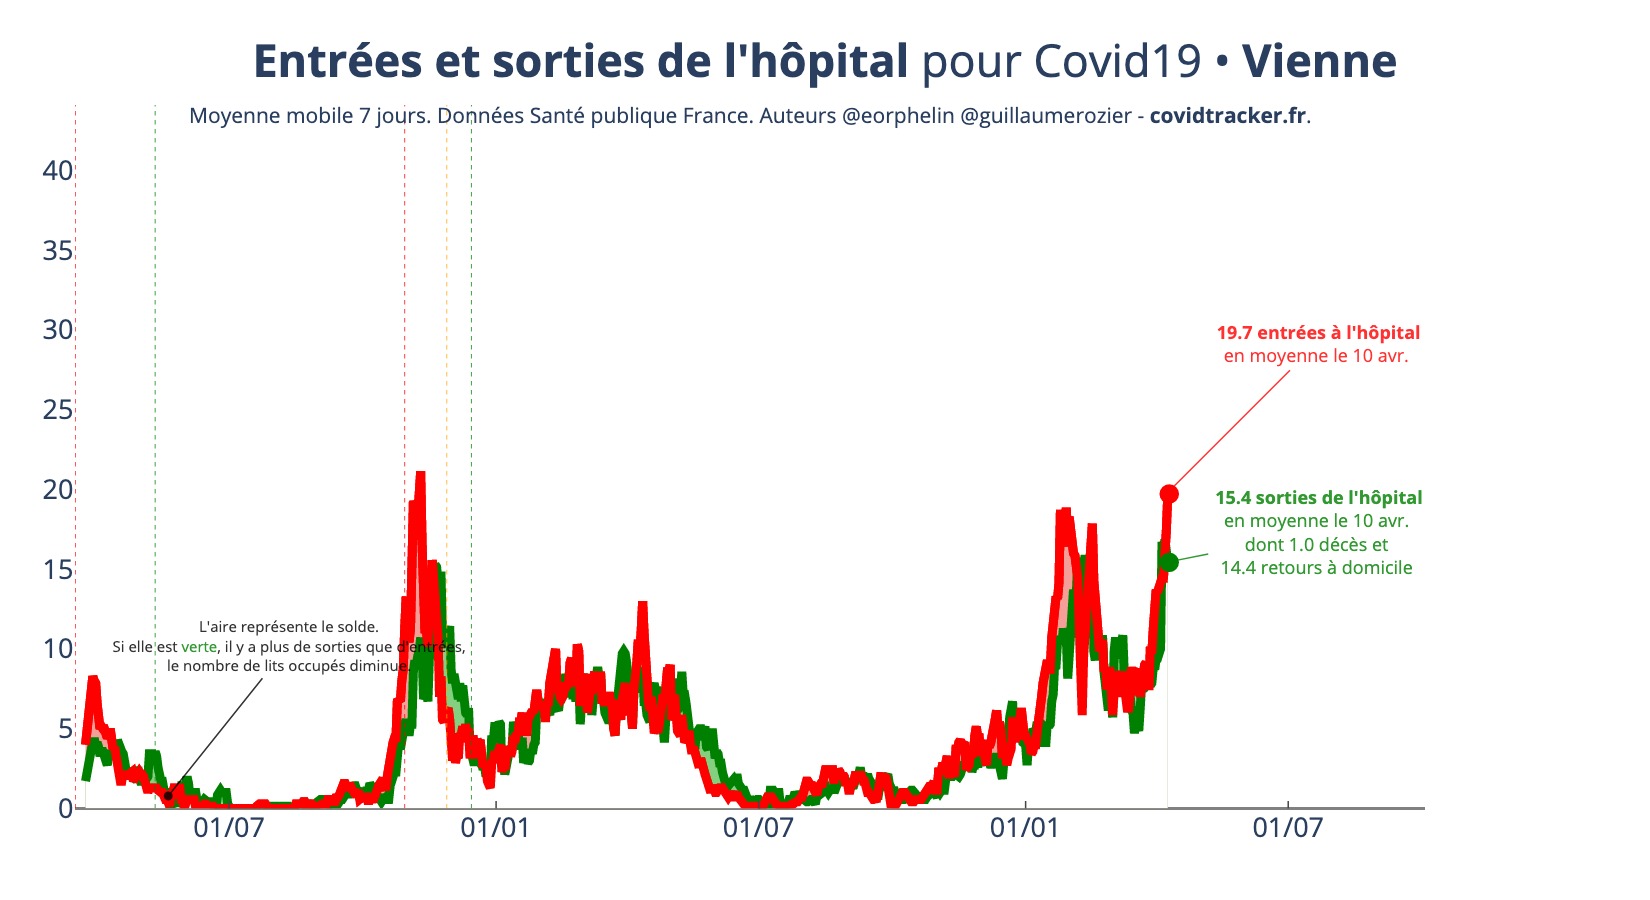 Entrées et sorties de l'hôpital pour Covid19 • Vienne
Moyenne mobile 7 jours. Données Santé publique France. Auteurs @eorphelin @guillaumerozier - covidtracker.fr.
40
35
30
25
20
15
10
5
0
19.7 entrées à l'hôpital
en moyenne le 10 avr.
15.4 sorties de l'hôpital
en moyenne le 10 avr.
dont 1.0 décès et
14.4 retours à domicile
L'aire représente le solde.
Si elle est verte, il y a plus de sorties que d'entrées,
le nombre de lits occupés diminue.
01/07
01/01
01/07
01/01
01/07